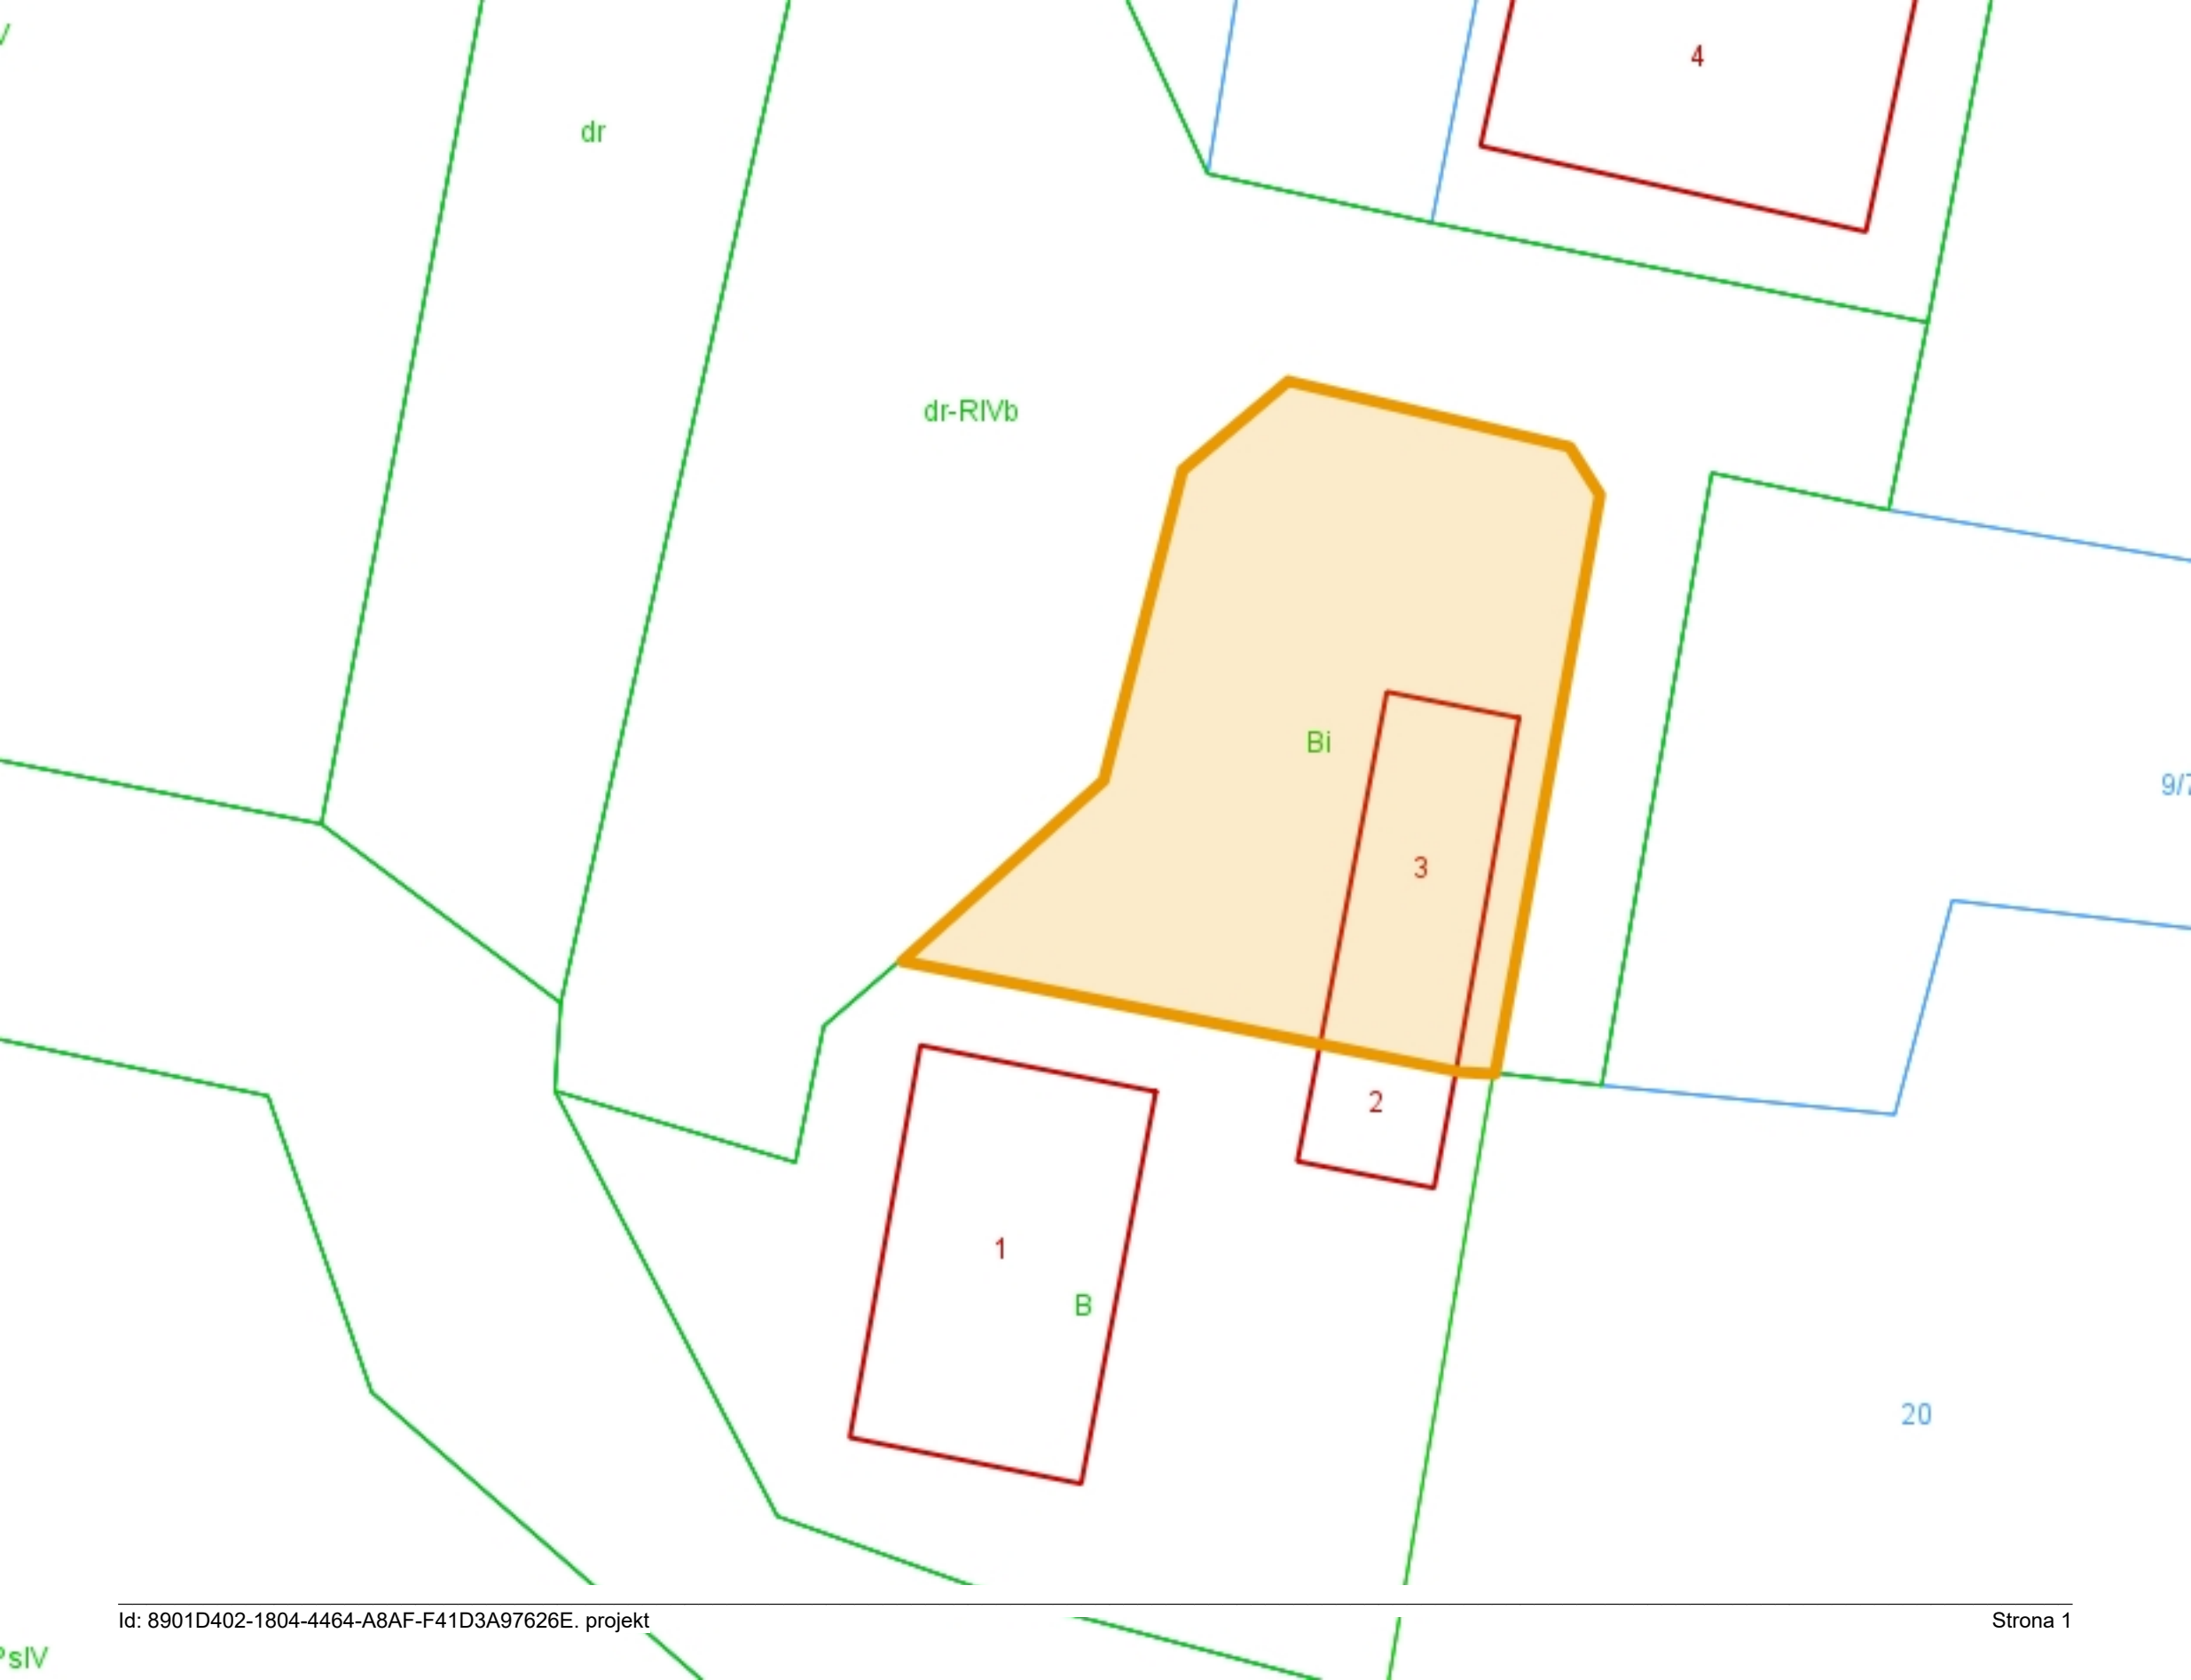 4
dr
dr-RIVb
Bi
9/7
3
2
1
B
20
Id: 8901D402-1804-4464-A8AF-F41D3A97626E. projekt
Strona 1
PsIV